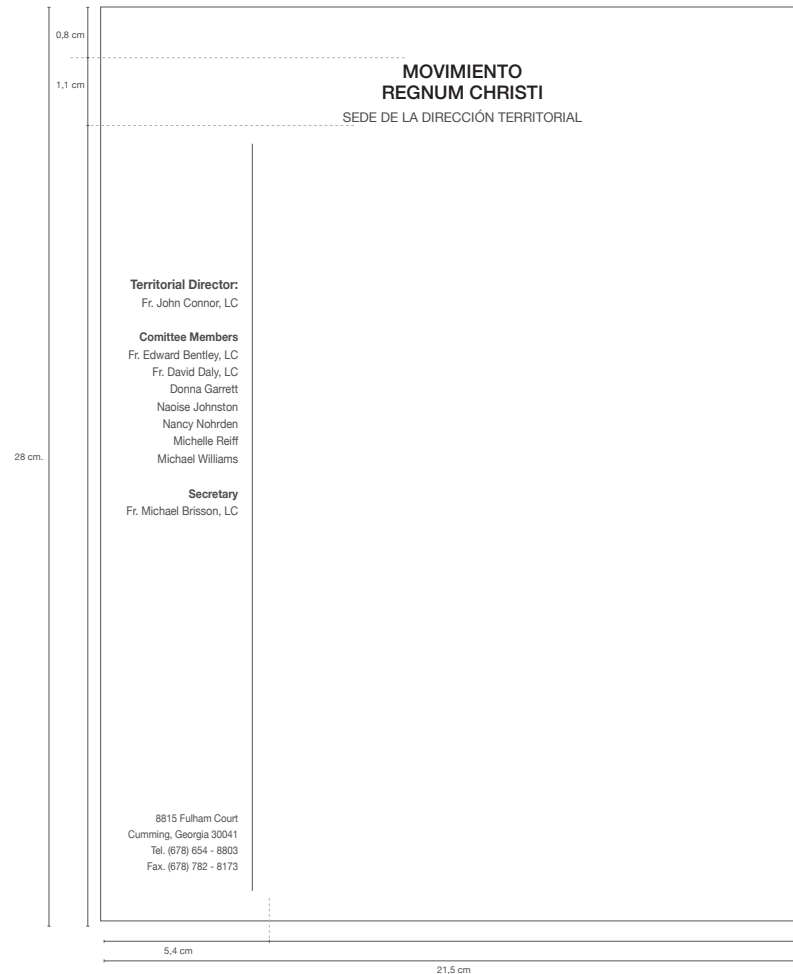 0,8 cm
1,1 cm
MOVIMIENTO
REGNUM CHRISTI
SEDE DE LA DIRECCIÓN TERRITORIAL
Territorial Director:
Fr. John Connor, LC
Comittee Members
Fr. Edward Bentley, LC
Fr. David Daly, LC
Donna Garrett
Naoise Johnston
Nancy Nohrden
Michelle Reiff
Michael Williams
28 cm.
Secretary
Fr. Michael Brisson, LC
8815 Fulham Court
Cumming, Georgia 30041
Tel. (678) 654 - 8803
Fax. (678) 782 - 8173
5,4 cm
21,5 cm